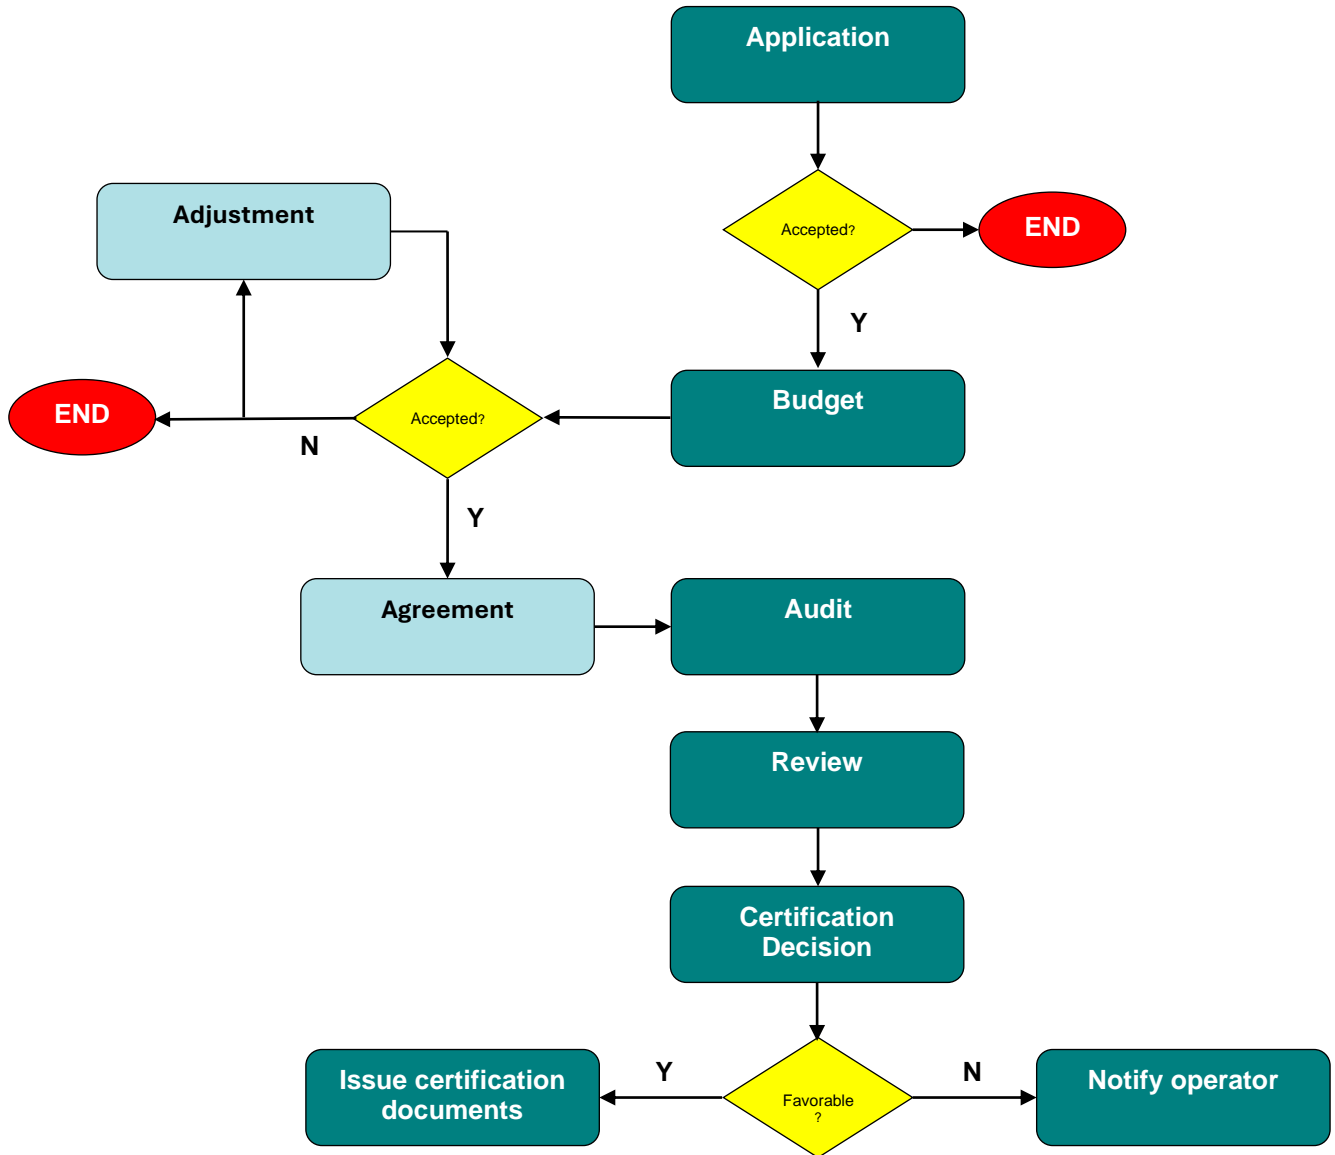 Application
Adjustment
Accepted?
END
Y
Budget
END
Accepted?
N
Y
Agreement
Audit
Review
Certification
Decision
Issue certification
documents
Y
Favorable
?
N
Notify operator